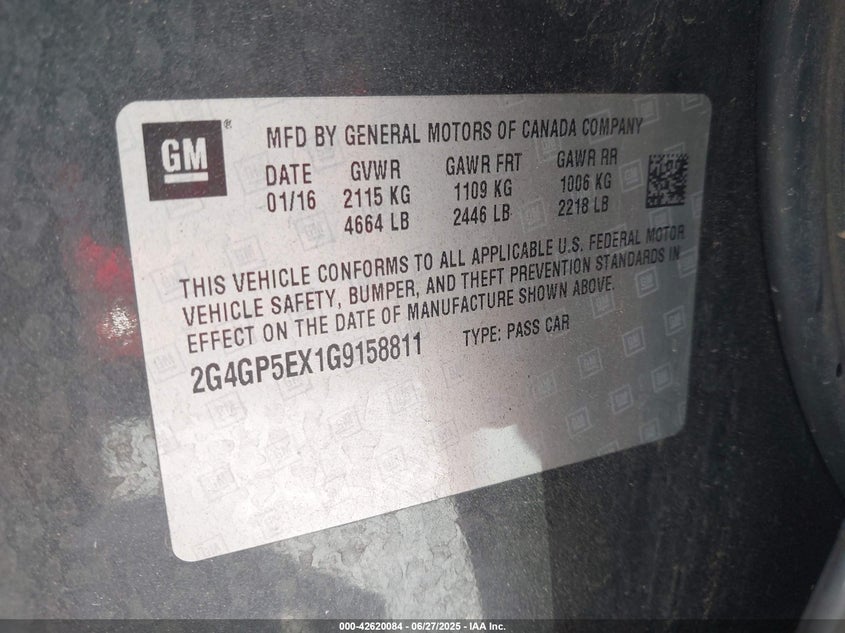 GM®
MFD BY GENERAL MOTORS OF CANADA COMPANY
DATE GVWR GAWR FRT GAWR RR
01/16 2115 KG 1109 KG 1006 KG
4664 LB 2446 LB 2218 LB
THIS VEHICLE CONFORMS TO ALL APPLICABLE U.S. FEDERAL MOTOR
VEHICLE SAFETY, BUMPER, AND THEFT PREVENTION STANDARDS IN
EFFECT ON THE DATE OF MANUFACTURE SHOWN ABOVE.
2G4GP5EX1G9158811 TYPE: PASS CAR
000-42620084 / 06/27/2025 - IAA Inc.